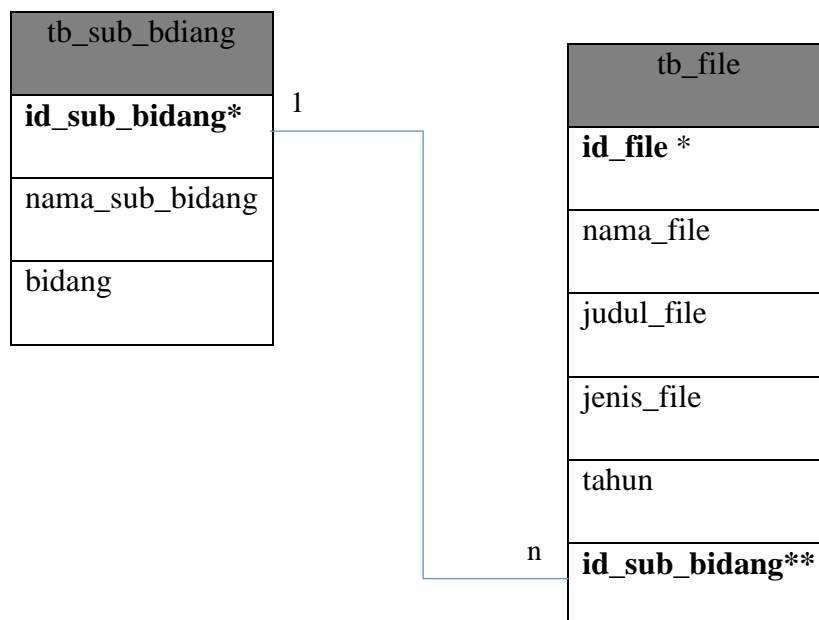 tb_sub_bdiang
id_sub_bidang*
nama_sub_bidang
bidang
1
tb_file
id_file *
nama_file
judul_file
jenis_file
tahun
n
id_sub_bidang**